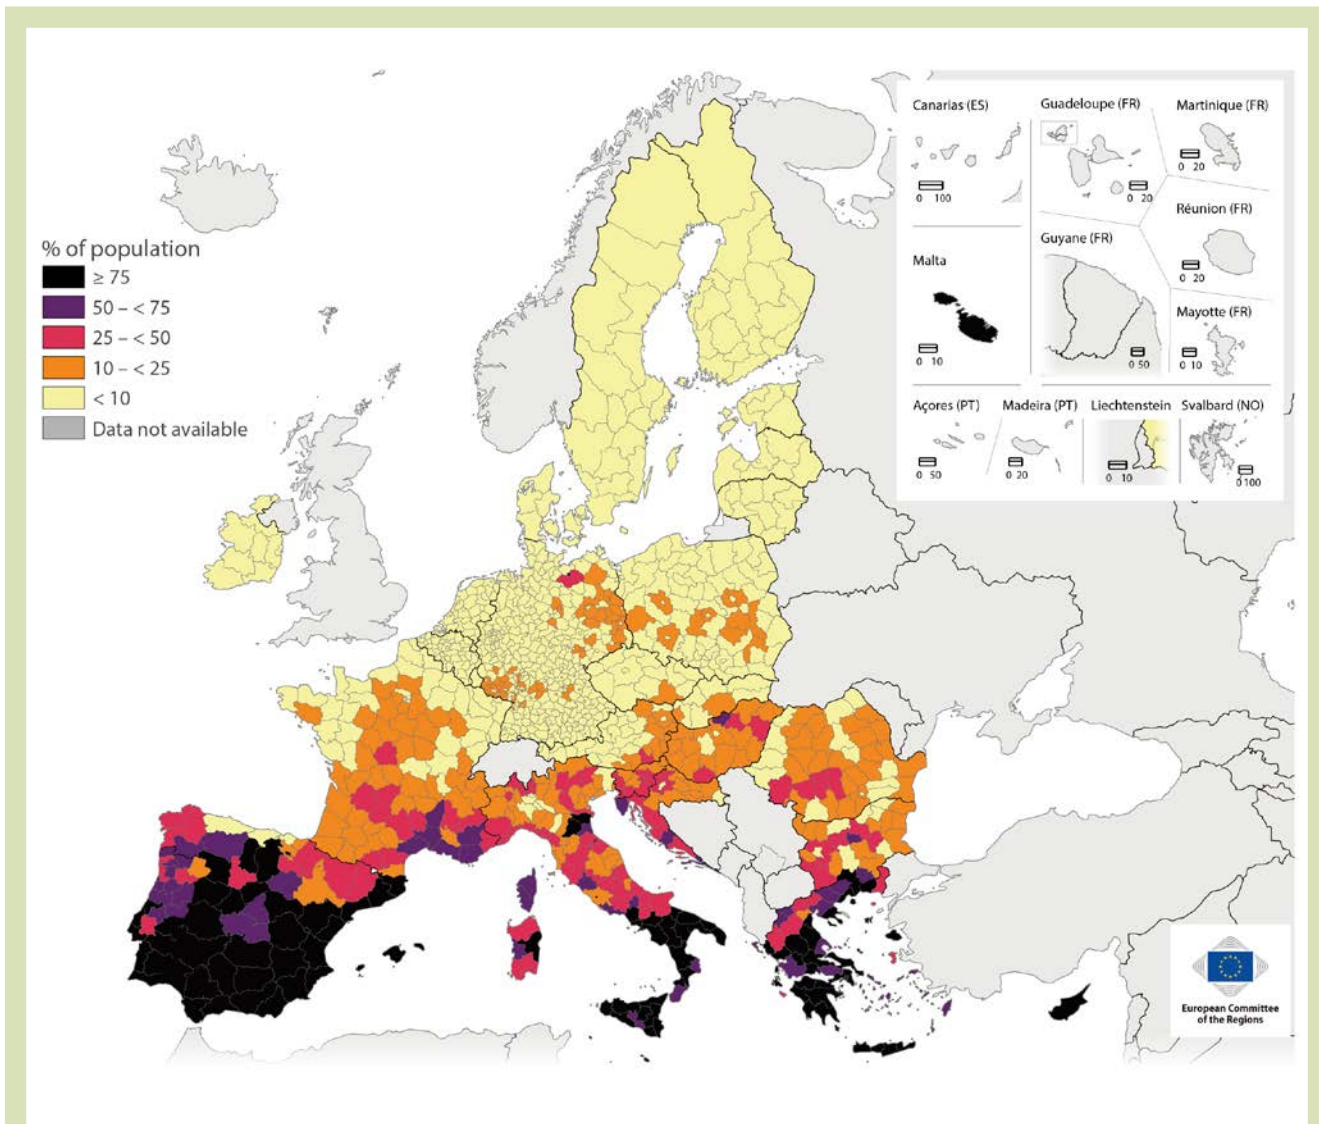 % of population
≥ 75
50 – < 75
25 – < 50
10 – < 25
< 10
Data not available
Canarias (ES)
0 100
Guadeloupe (FR)
0 20
Martinique (FR)
0 20
Réunion (FR)
0 20
Malta
0 10
Guyane (FR)
0 50
Mayotte (FR)
0 10
Açores (PT)
0 50
Madeira (PT)
0 20
Liechtenstein
0 10
Svalbard (NO)
0 100
European Committee
of the Regions